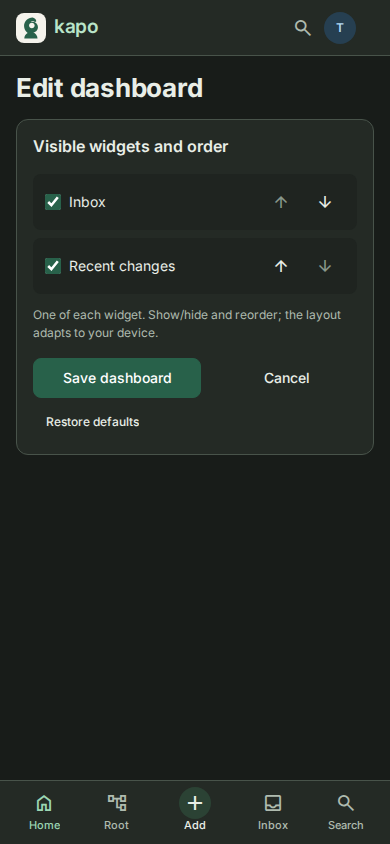 kapo
T
Edit dashboard
Visible widgets and order
Inbox
Recent changes
One of each widget. Show/hide and reorder; the layout
adapts to your device.
Save dashboard
Cancel
Restore defaults
Home
Root
Add
Inbox
Search